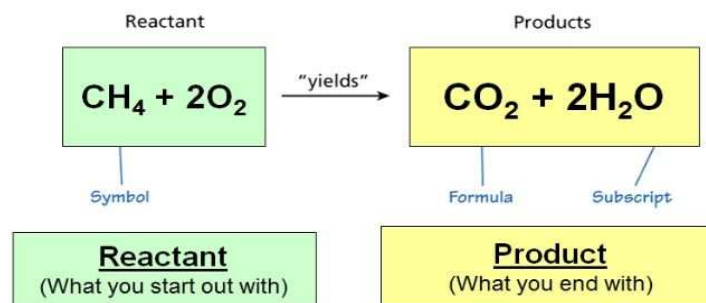 Reactant
Products
CH₄ + 2O₂
"yields"
CO₂ + 2H₂O
Symbol
Formula
Subscript
Reactant
(What you start out with)
Product
(What you end with)